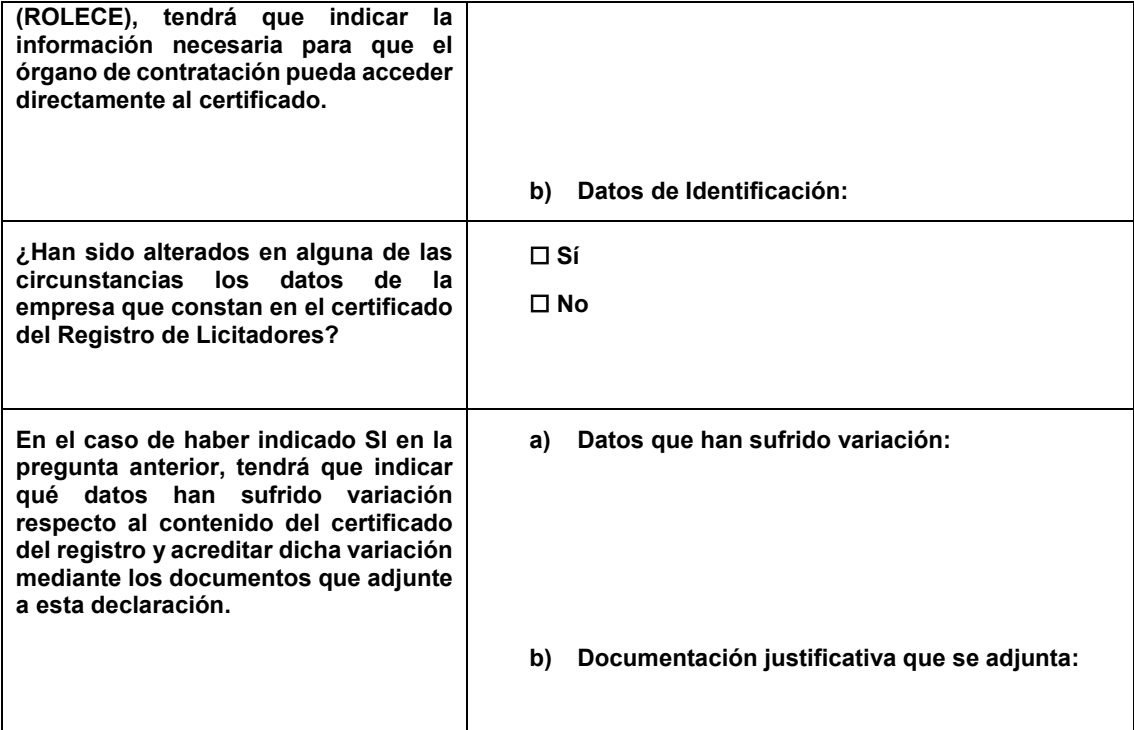 (ROLECE), tendrá que indicar la
información necesaria para que el
órgano de contratación pueda acceder
directamente al certificado.
b) Datos de Identificación:
¿Han sido alterados en alguna de las
circunstancias los datos de la
empresa que constan en el certificado
del Registro de Licitadores?
☐ Sí
☐ No
En el caso de haber indicado SI en la
pregunta anterior, tendrá que indicar
qué datos han sufrido variación
respecto al contenido del certificado
del registro y acreditar dicha variación
mediante los documentos que adjunte
a esta declaración.
a) Datos que han sufrido variación:
b) Documentación justificativa que se adjunta: